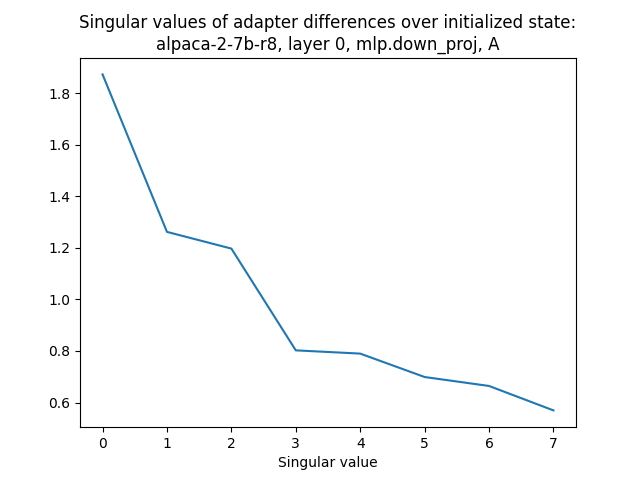 Singular values of adapter differences over initialized state:
alpaca-2-7b-r8, layer 0, mlp.down_proj, A
1.8
1.6
1.4
1.2
1.0
0.8
0.6
0 1 2 3 4 5 6 7
Singular value